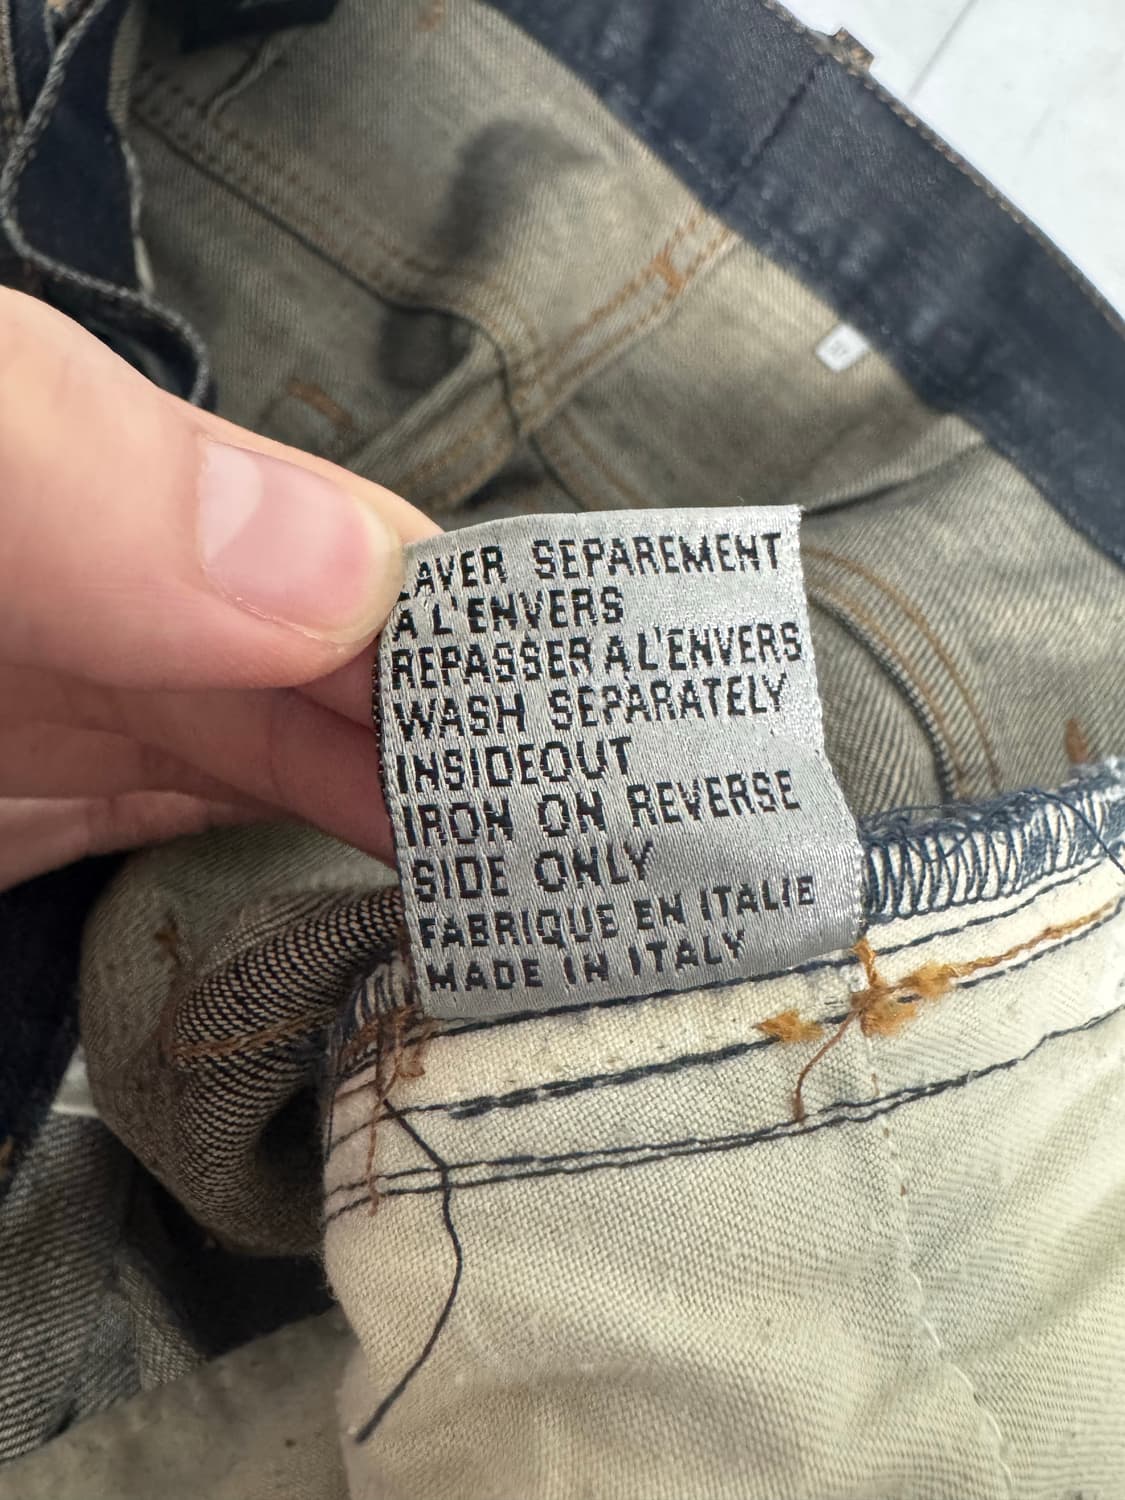 LAVER SEPAREMENT
A L'ENVERS
REPASSER A L'ENVERS
WASH SEPARATELY
INSIDEOUT
IRON ON REVERSE
SIDE ONLY
FABRIQUE EN ITALIE
MADE IN ITALY